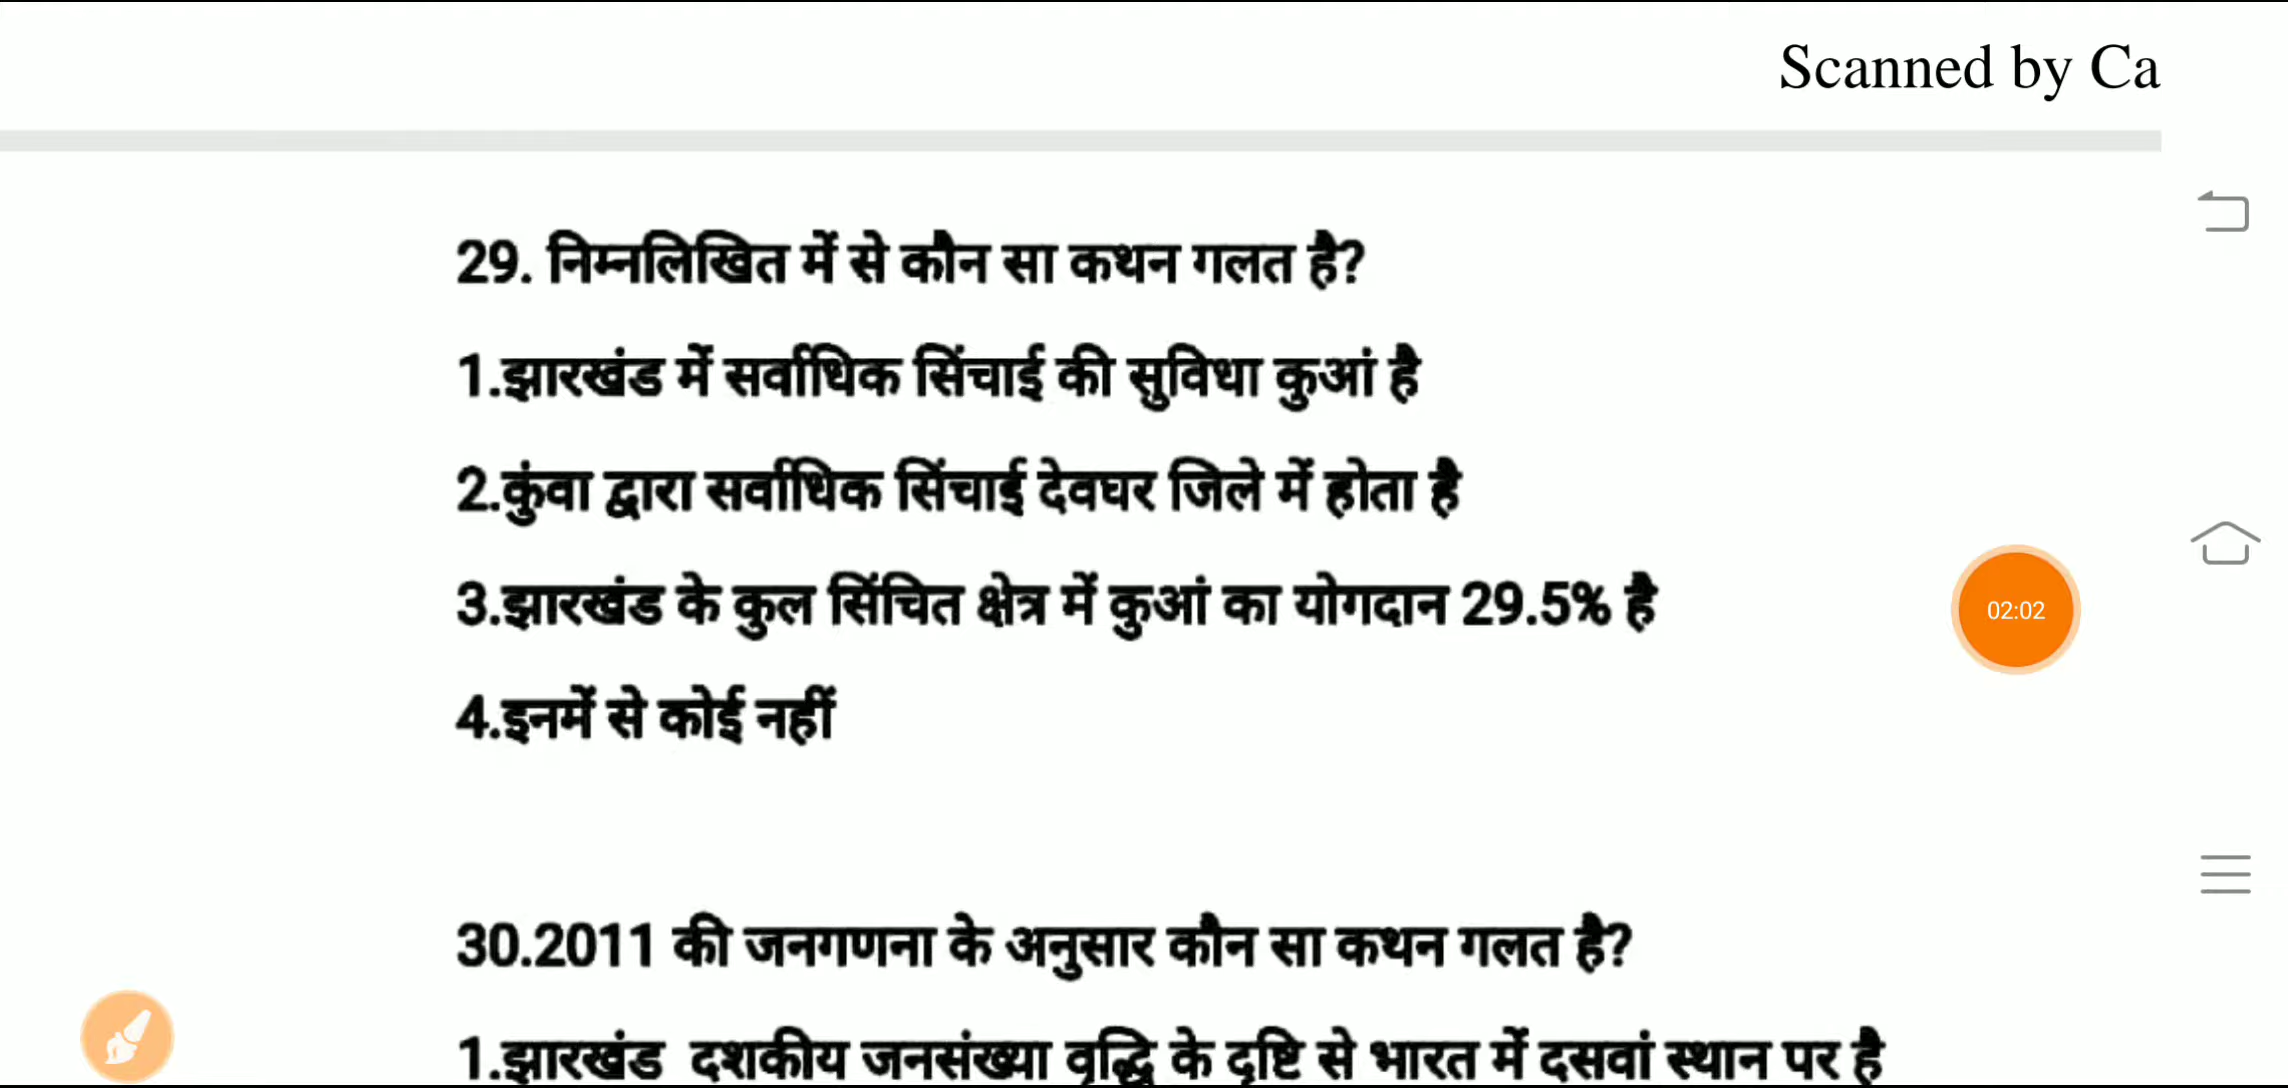 Scanned by Ca
29. निम्नलिखित में से कौन सा कथन गलत है?
1.झारखंड में सर्वाधिक सिंचाई की सुविधा कुआं है
2.कुंवा द्वारा सर्वाधिक सिंचाई देवघर जिले में होता है
3.झारखंड के कुल सिंचित क्षेत्र में कुआं का योगदान 29.5% है
02:02
4.इनमें से कोई नहीं
30.2011 की जनगणना के अनुसार कौन सा कथन गलत है?
1.झारखंड दशकीय जनसंख्या वृद्धि के दृष्टि से भारत में दसवां स्थान पर है